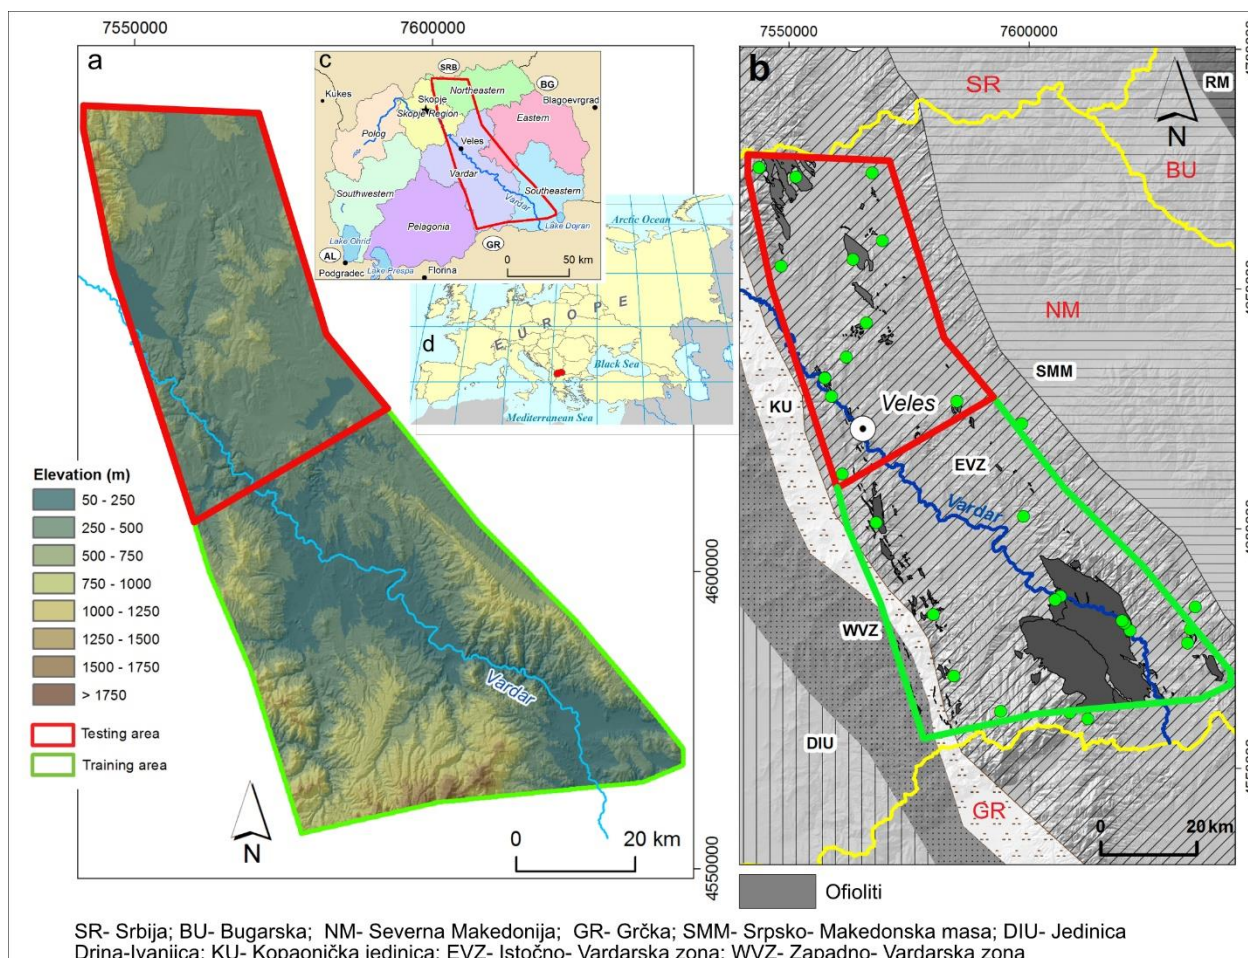 7550000
7600000
a
Elevation (m)
50 - 250
250 - 500
500 - 750
750 - 1000
1000 - 1250
1250 - 1500
1500 - 1750
> 1750
Testing area
Training area
Vardar
N
0 20 km
4600000
4550000
c
SRB
BG
Kukes
Skopje
Northeastern
Blagoevgrad
Skopje Region
Eastern
Polog
Veles
Southwestern
Vardar
Southeastern
Vardar
Pelagonia
Lake Ohrid
Lake Dojran
GR
AL
Podgradec
Lake Prespa
Florina
0 50 km
Arctic Ocean
EUROPE
d
Black Sea
Mediterranean Sea
7550000
7600000
b
SR
RM
N
BU
NM
SMM
KU
Veles
EVZ
Vardar
WVZ
DIU
GR
0 20 km
Ofioliti
SR- Srbija; BU- Bugarska; NM- Severna Makedonija; GR- Grčka; SMM- Srpsko- Makedonska masa; DIU- Jedinica
Drina-Ivanjica; KU- Kopaonička jedinica; EVZ- Istočno- Vardarska zona; WVZ- Zapadno- Vardarska zona